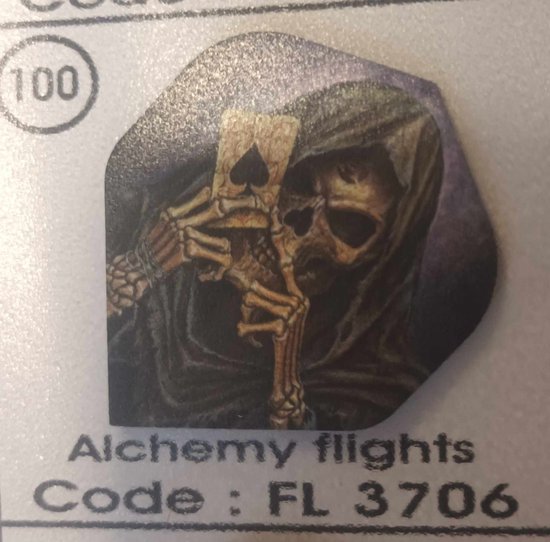 100
Alchemy flights
Code : FL 3706